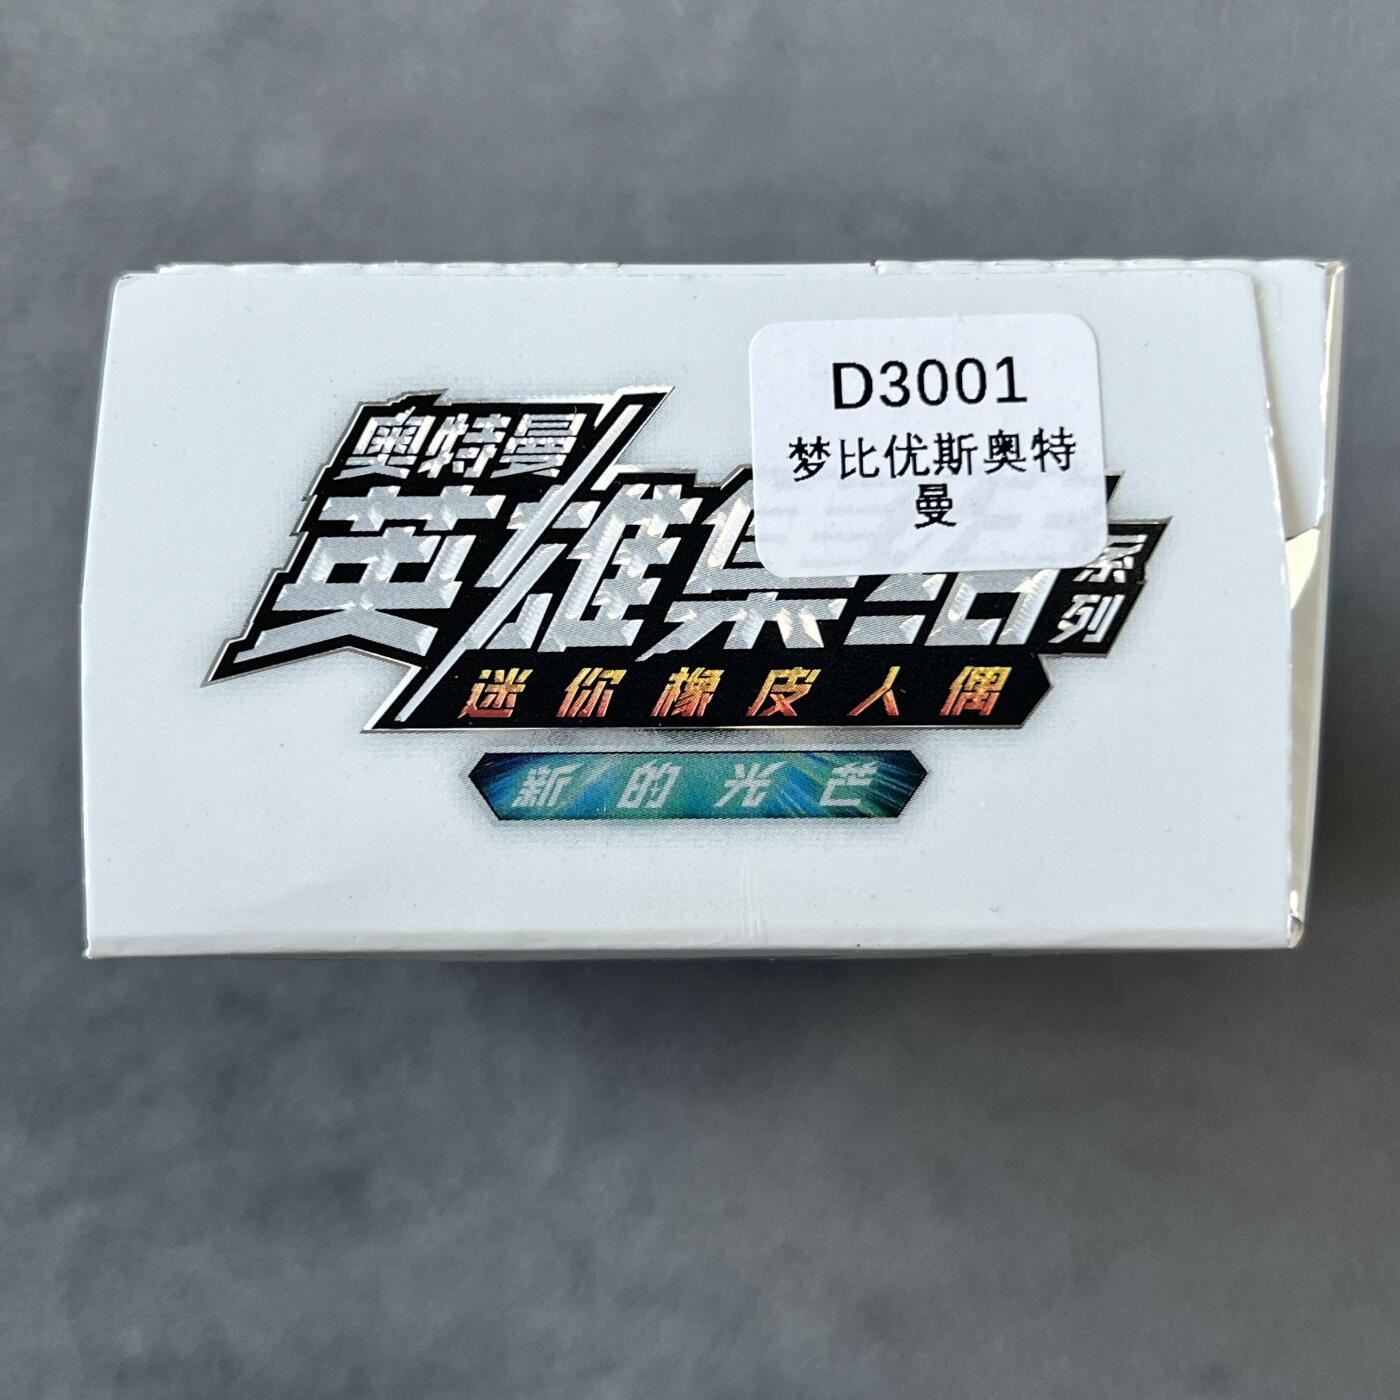 D3001
梦比优斯奥特
曼
奥特曼
英雄集结
系列
迷你橡皮人偶
新的光芒